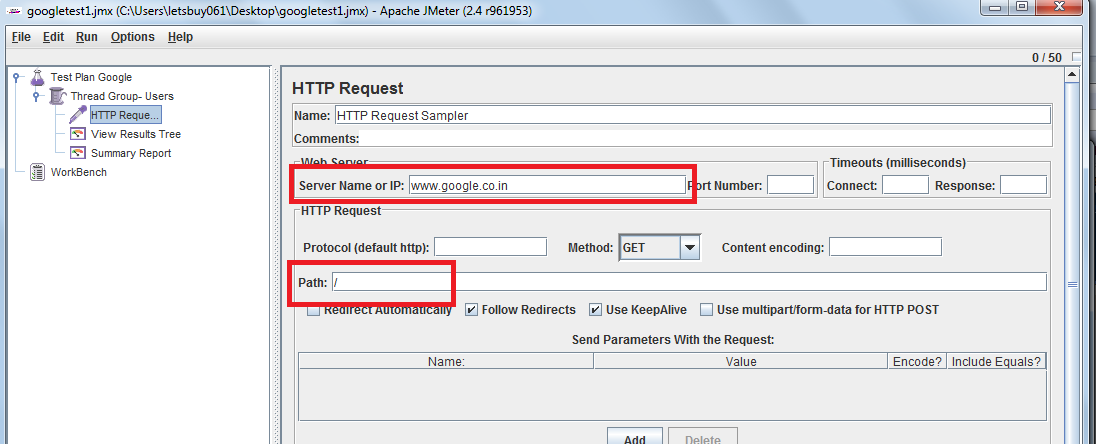 googletest1.jmx (C:\Users\letsbuy061\Desktop\googletest1.jmx) - Apache JMeter (2.4 r961953)
File Edit Run Options Help
0 / 50
Test Plan Google
Thread Group- Users
HTTP Reque...
View Results Tree
Summary Report
WorkBench
HTTP Request
Name: HTTP Request Sampler
Comments:
Web Server
Timeouts (milliseconds)
Server Name or IP: www.google.co.in Port Number: Connect: Response:
HTTP Request
Protocol (default http): Method: GET Content encoding:
Path: /
Redirect Automatically Follow Redirects Use KeepAlive Use multipart/form-data for HTTP POST
Send Parameters With the Request:
Name: Value Encode? Include Equals?
Add Delete